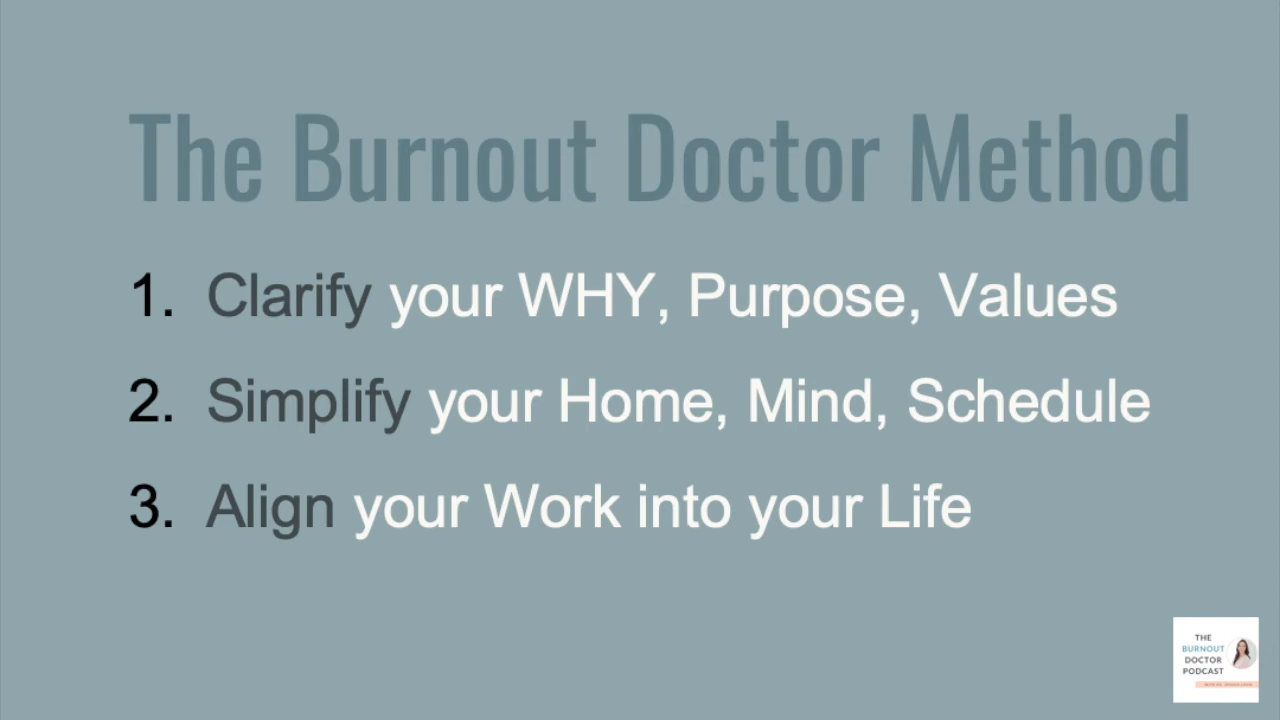 The Burnout Doctor Method
1. Clarify your WHY, Purpose, Values
2. Simplify your Home, Mind, Schedule
3. Align your Work into your Life
THE
BURNOUT
DOCTOR
PODCAST